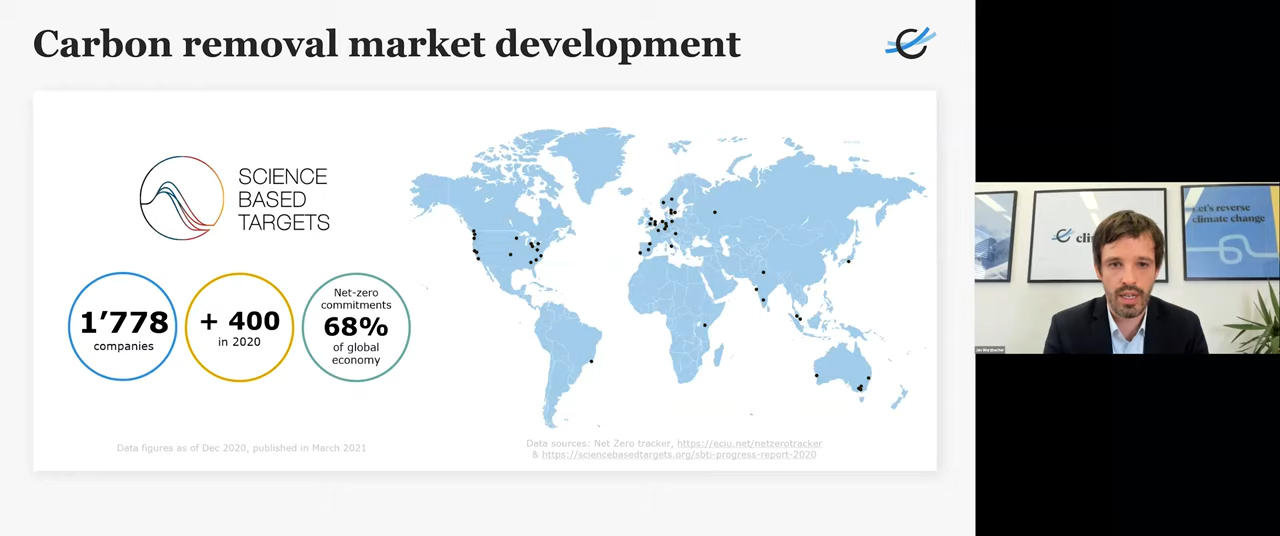 Carbon removal market development
SCIENCE
BASED
TARGETS
1’778
companies
+ 400
in 2020
Net-zero
commitments
68%
of global
economy
Data figures as of Dec 2020, published in March 2021
Data sources: Net Zero tracker, https://eciu.net/netzerotracker
& https://sciencebasedtargets.org/sbti-progress-report-2020
Let's reverse
climate change